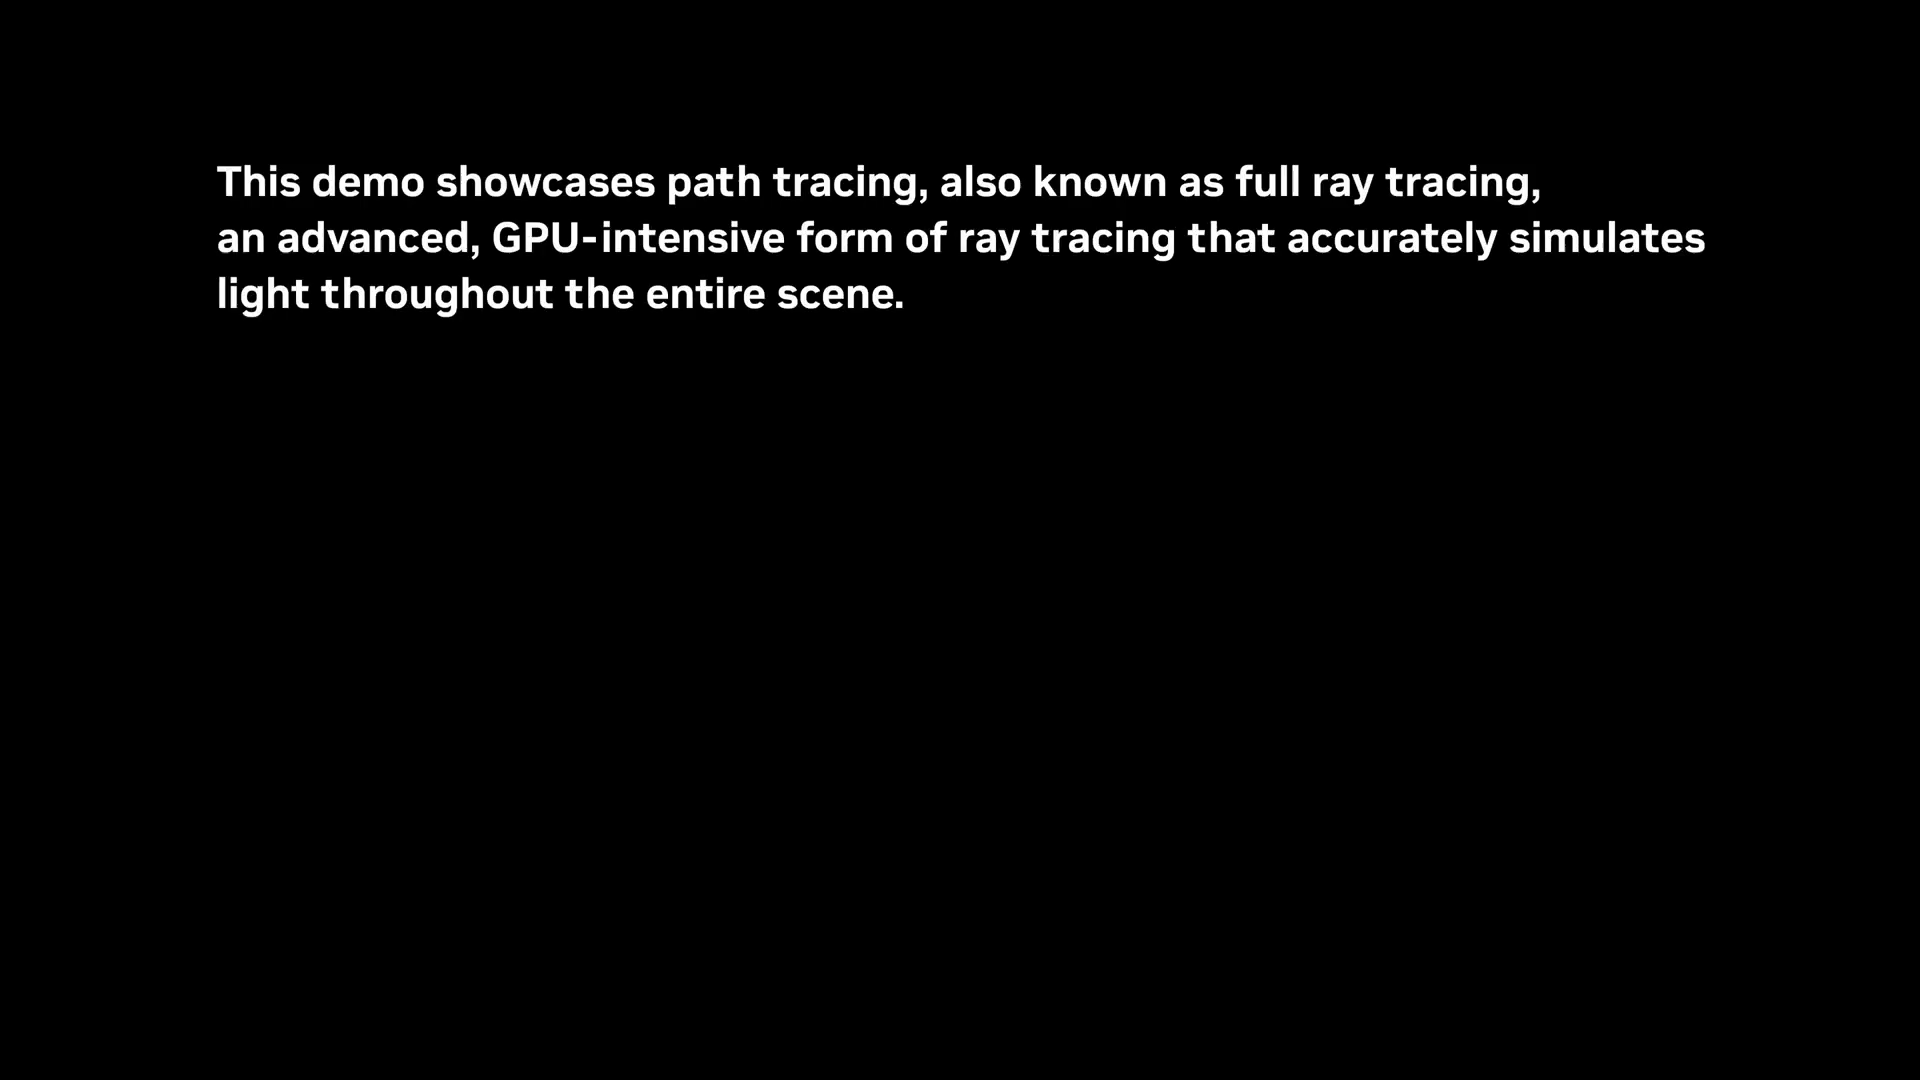 This demo showcases path tracing, also known as full ray tracing,
an advanced, GPU-intensive form of ray tracing that accurately simulates
light throughout the entire scene.